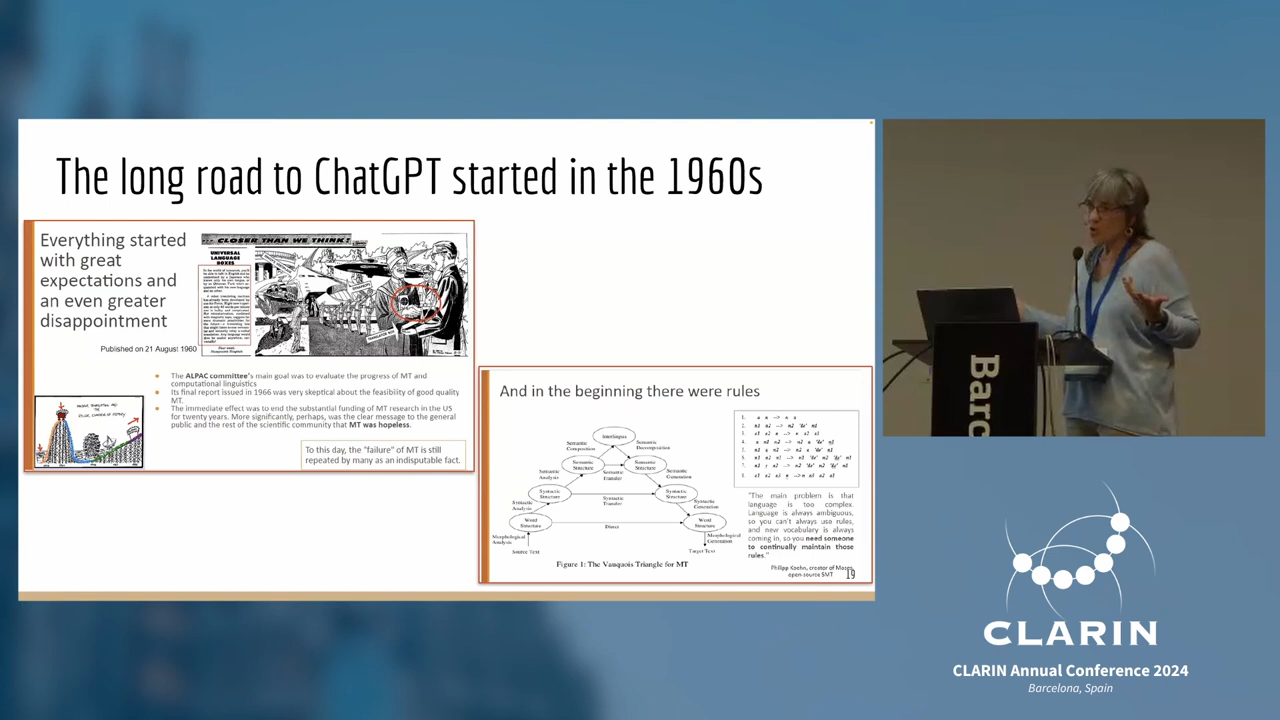 The long road to ChatGPT started in the 1960s
Everything started
with great
expectations and
an even greater
disappointment
Published on 21 August 1960
CLOSER THAN WE THINK!
UNIVERSAL
LANGUAGE
BOXES
The ALPAC committee's main goal was to evaluate the progress of MT and
computational linguistics
Its final report issued in 1966 was very skeptical about the feasibility of good quality
MT.
The immediate effect was to end the substantial funding of MT research in the US
for twenty years. More significantly, perhaps, was the clear message to the general
public and the rest of the scientific community that MT was hopeless.
To this day, the "failure" of MT is still
repeated by many as an indisputable fact.
And in the beginning there were rules
Interlingua
Semantic
Composition
Semantic
Decomposition
Semantic
Structure
Semantic
Structure
Semantic
Transfer
Semantic
Analysis
Semantic
Generation
Syntactic
Structure
Syntactic
Structure
Syntactic
Transfer
Syntactic
Analysis
Syntactic
Generation
Word
Structure
Word
Structure
Direct
Morphological
Analysis
Morphological
Generation
Source Text
Target Text
Figure 1: The Vauquois Triangle for MT
"The main problem is that
language is too complex.
Language is always ambiguous,
so you can't always use rules,
and new vocabulary is always
coming in, so you need someone
to continually maintain those
rules."
Philipp Koehn, creator of Moses
open-source SMT
19
Barc
CLARIN
CLARIN Annual Conference 2024
Barcelona, Spain